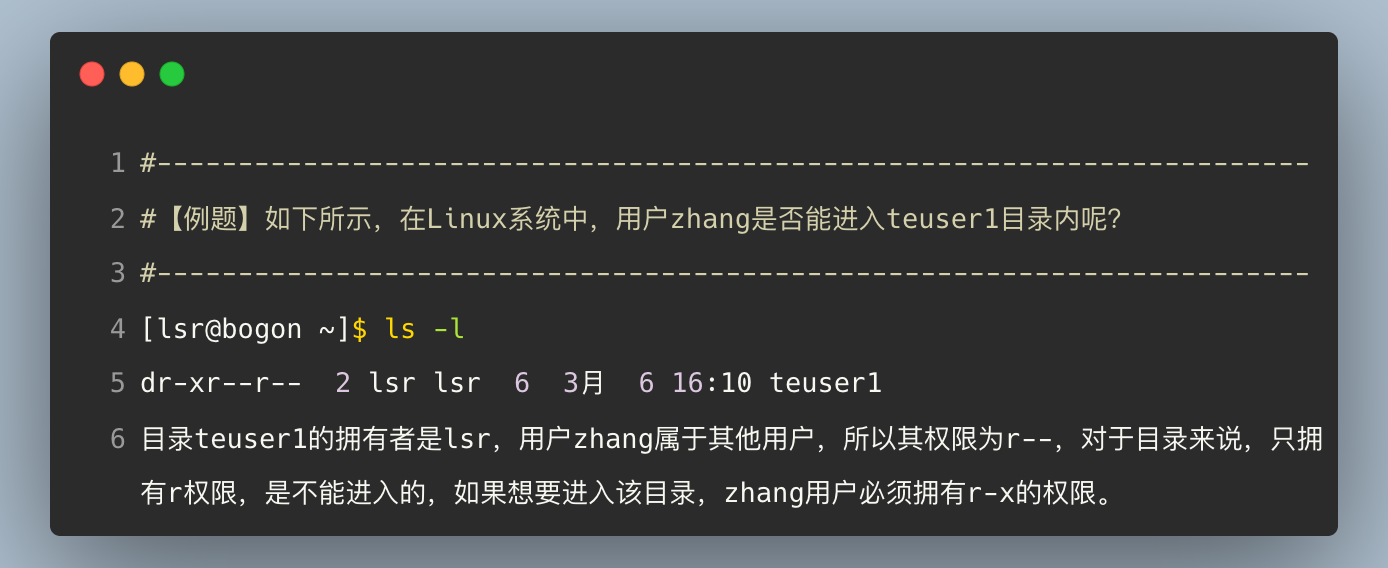 1 #-----------------------------------------------------------------------
2 #【例题】如下所示，在Linux系统中，用户zhang是否能进入teuser1目录内呢？
3 #-----------------------------------------------------------------------
4 [lsr@bogon ~]$ ls -l
5 dr-xr--r--  2 lsr lsr  6  3月  6 16:10 teuser1
6 目录teuser1的拥有者是lsr，用户zhang属于其他用户，所以其权限为r--，对于目录来说，只拥
有r权限，是不能进入的，如果想要进入该目录，zhang用户必须拥有r-x的权限。